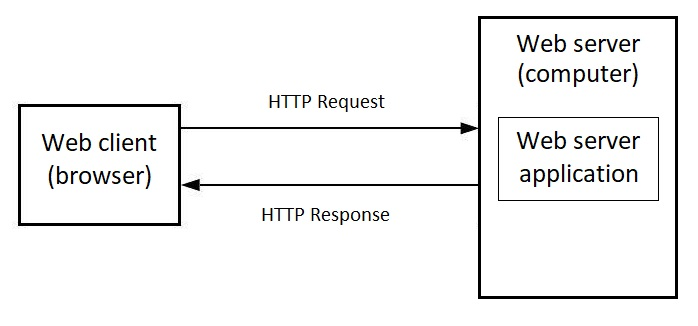 Web server
(computer)
HTTP Request
Web client
(browser)
Web server
application
HTTP Response